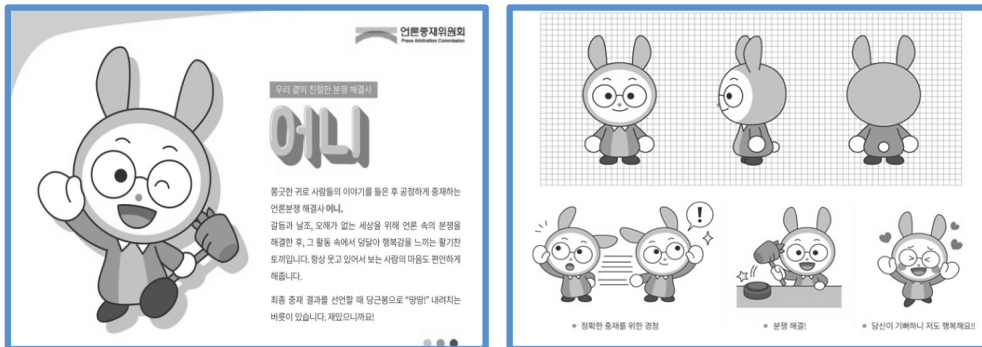 언론중재위원회
Press Arbitration Commission
우리 곁의 친절한 분쟁 해결사
어니
쫑긋한 귀로 사람들의 이야기를 들은 후 공정하게 중재하는
언론분쟁 해결사 어니.
갈등과 날조, 오해가 없는 세상을 위해 언론 속의 분쟁을
해결한 후, 그 활동 속에서 덩달아 행복감을 느끼는 활기찬
토끼입니다. 항상 웃고 있어서 보는 사람의 마음도 편안하게
해줍니다.
최종 중재 결과를 선언할 때 당근봉으로 “땅땅!” 내려치는
버릇이 있습니다. 재밌으니까요!
!
정확한 중재를 위한 경청
분쟁 해결!
당신이 기뻐하니 저도 행복해요!!